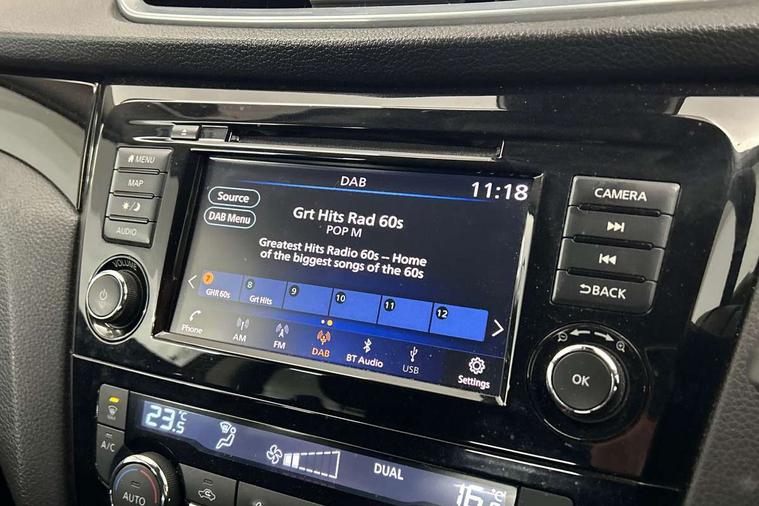 MENU
MAP
AUDIO
VOLUME
DAB
11:18
Source
DAB Menu
Grt Hits Rad 60s
POP M
Greatest Hits Radio 60s -- Home
of the biggest songs of the 60s
7
GHR 60s
8
Grt Hits
9
10
11
12
Phone
AM
FM
DAB
BT Audio
USB
Settings
CAMERA
BACK
OK
A/C
23.5 °C
DUAL
AUTO